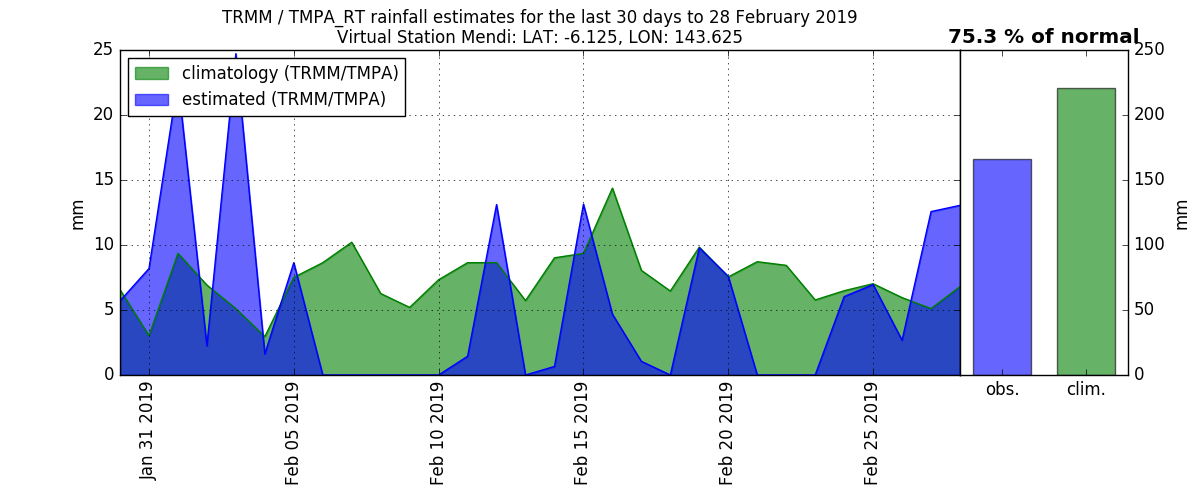 TRMM / TMPA_RT rainfall estimates for the last 30 days to 28 February 2019
Virtual Station Mendi: LAT: -6.125, LON: 143.625
75.3 % of normal
climatology (TRMM/TMPA)
estimated (TRMM/TMPA)
mm
25
20
15
10
5
0
Jan 31 2019
Feb 05 2019
Feb 10 2019
Feb 15 2019
Feb 20 2019
Feb 25 2019
obs.
clim.
250
200
150
100
50
0
mm